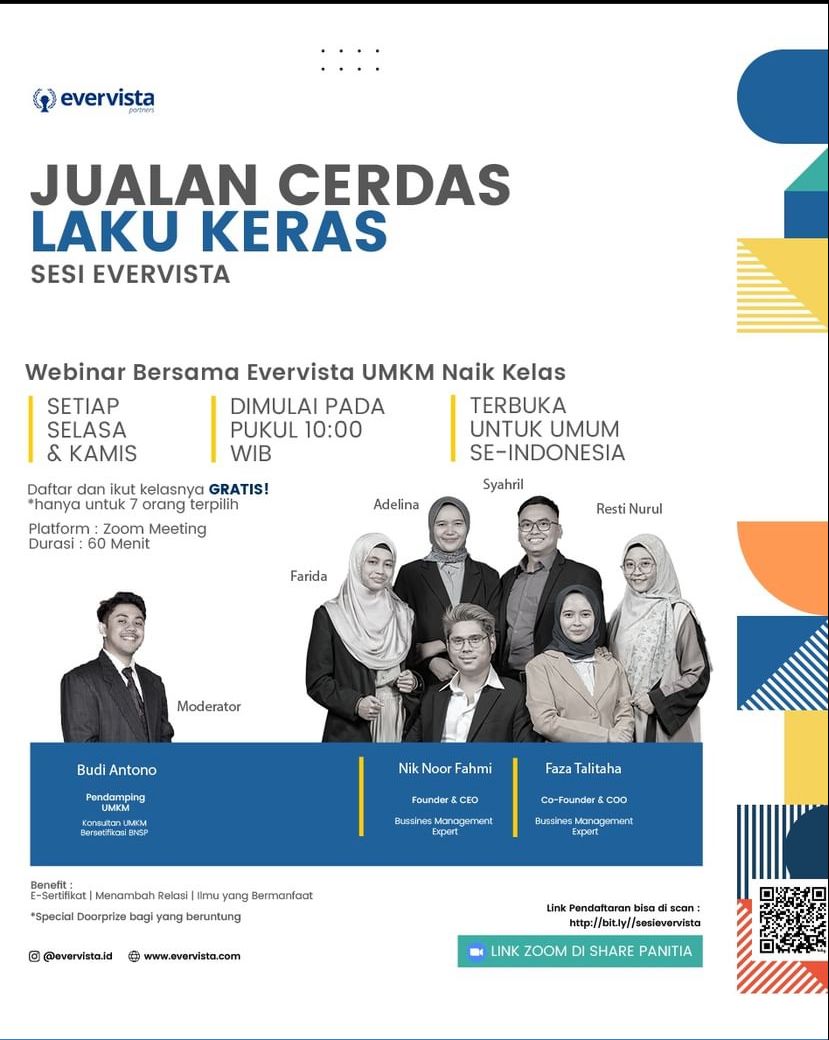 evervista
partners
JUALAN CERDAS
LAKU KERAS
SESI EVERVISTA
Webinar Bersama Evervista UMKM Naik Kelas
SETIAP
SELASA
& KAMIS
DIMULAI PADA
PUKUL 10:00
WIB
TERBUKA
UNTUK UMUM
SE-INDONESIA
Daftar dan ikut kelasnya GRATIS!
*hanya untuk 7 orang terpilih
Platform : Zoom Meeting
Durasi : 60 Menit
Syahril
Adelina
Resti Nurul
Farida
Moderator
Budi Antono
Pendamping
UMKM
Konsultan UMKM
Bersetifikasi BNSP
Nik Noor Fahmi
Founder & CEO
Bussines Management
Expert
Faza Talitaha
Co-Founder & COO
Bussines Management
Expert
Benefit :
E-Sertifikat | Menambah Relasi | Ilmu yang Bermanfaat
*Special Doorprize bagi yang beruntung
@evervista.id
www.evervista.com
Link Pendaftaran bisa di scan :
http://bit.ly//sesievervista
LINK ZOOM DI SHARE PANITIA